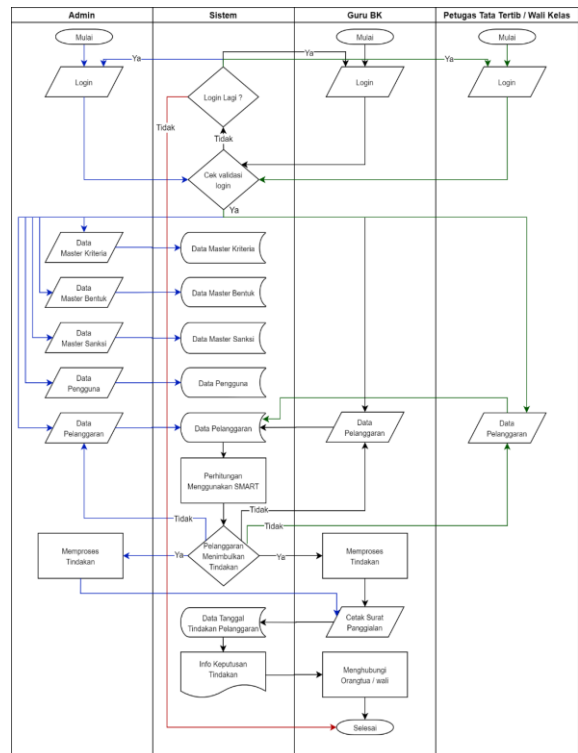 Admin
Sistem
Guru BK
Petugas Tata Tertib / Wali Kelas
Mulai
Mulai
Mulai
Ya
Ya
Ya
Login
Login Lagi ?
Login
Login
Tidak
Tidak
Cek validasi
login
Ya
Data
Master Kriteria
Data Master Kriteria
Data
Master Bentuk
Data Master Bentuk
Data
Master Sanksi
Data Master Sanksi
Data
Pengguna
Data Pengguna
Data
Pelanggaran
Data Pelanggaran
Data
Pelanggaran
Data
Pelanggaran
Perhitungan
Menggunakan SMART
Tidak
Tidak
Tidak
Memproses
Tindakan
Ya
Pelanggaran
Menimbulkan
Tindakan
Ya
Memproses
Tindakan
Data Tanggal
Tindakan Pelanggaran
Cetak Surat
Panggialan
Info Keputusan
Tindakan
Menghubungi
Orangtua / wali
Selesai